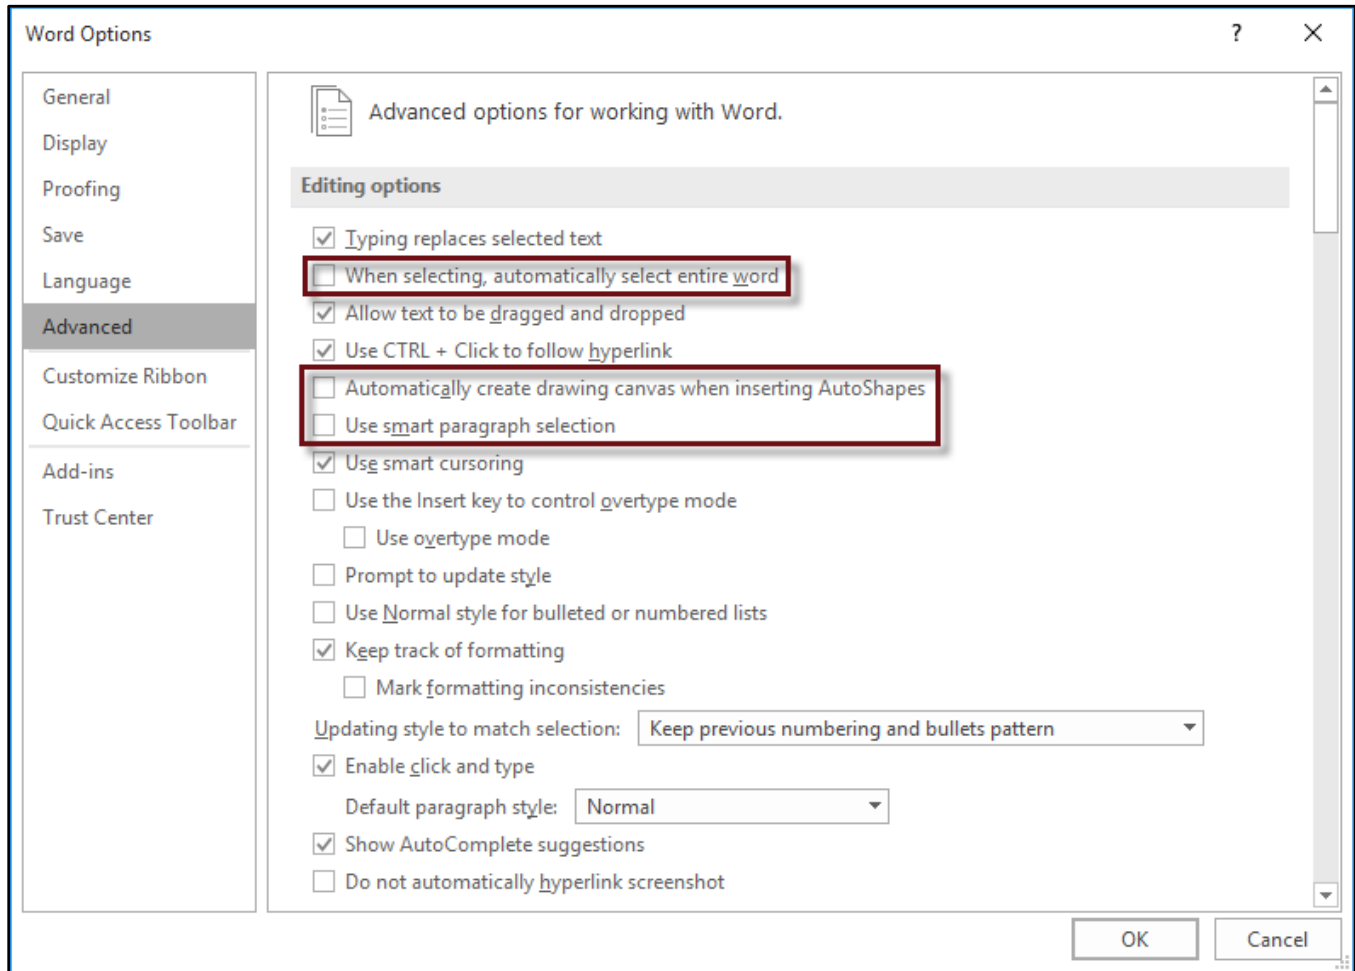 Word Options
?
General
Display
Proofing
Save
Language
Advanced
Customize Ribbon
Quick Access Toolbar
Add-ins
Trust Center
Advanced options for working with Word.
Editing options
Typing replaces selected text
When selecting, automatically select entire word
Allow text to be dragged and dropped
Use CTRL + Click to follow hyperlink
Automatically create drawing canvas when inserting AutoShapes
Use smart paragraph selection
Use smart cursoring
Use the Insert key to control overtype mode
Use overtype mode
Prompt to update style
Use Normal style for bulleted or numbered lists
Keep track of formatting
Mark formatting inconsistencies
Updating style to match selection: Keep previous numbering and bullets pattern
Enable click and type
Default paragraph style: Normal
Show AutoComplete suggestions
Do not automatically hyperlink screenshot
OK Cancel